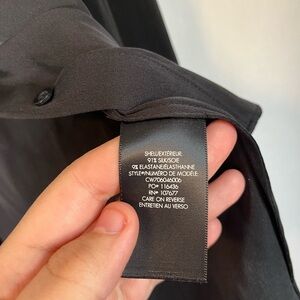 SHELL/EXTÉRIEUR:
91% SILK/SOIE
9% ELASTANE/ÉLASTHANNE
STYLE#/NUMÉRO DE MODÈLE:
CW706046006
PO# 116436
RN# 107677
CARE ON REVERSE
ENTRETIEN AU VERSO